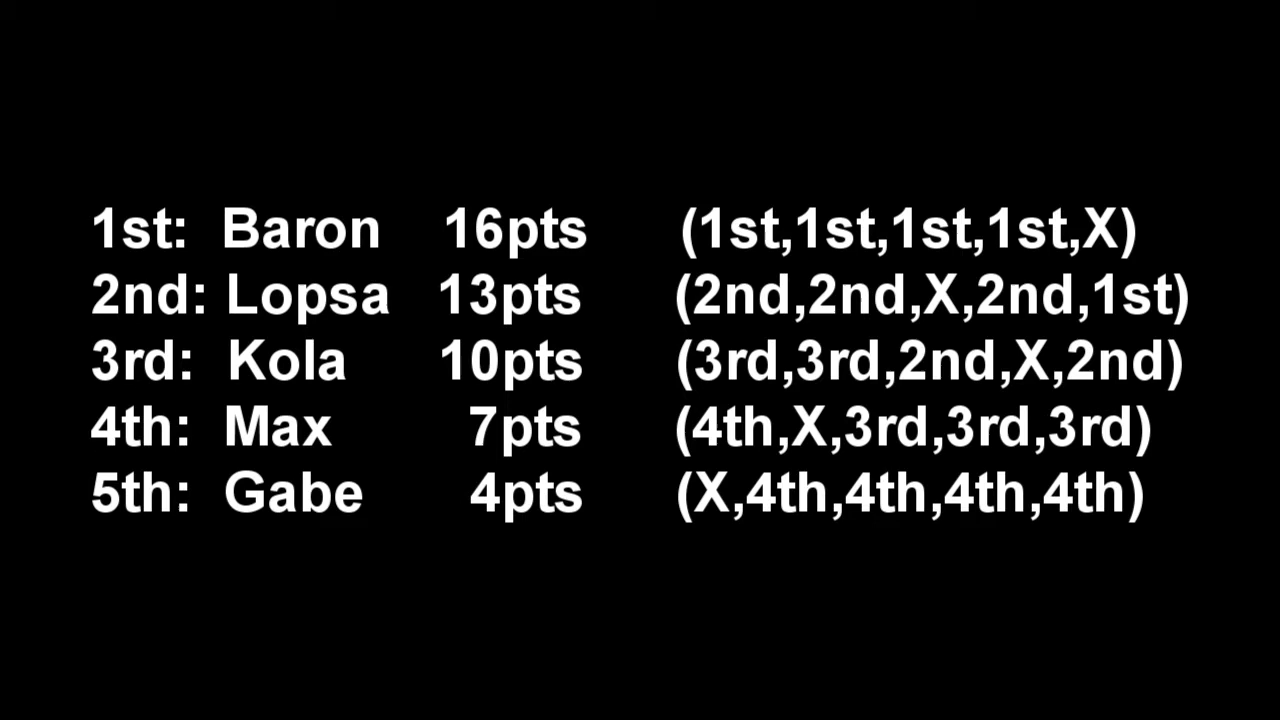 1st: Baron 16pts (1st,1st,1st,1st,X)
2nd: Lopsa 13pts (2nd,2nd,X,2nd,1st)
3rd: Kola 10pts (3rd,3rd,2nd,X,2nd)
4th: Max 7pts (4th,X,3rd,3rd,3rd)
5th: Gabe 4pts (X,4th,4th,4th,4th)